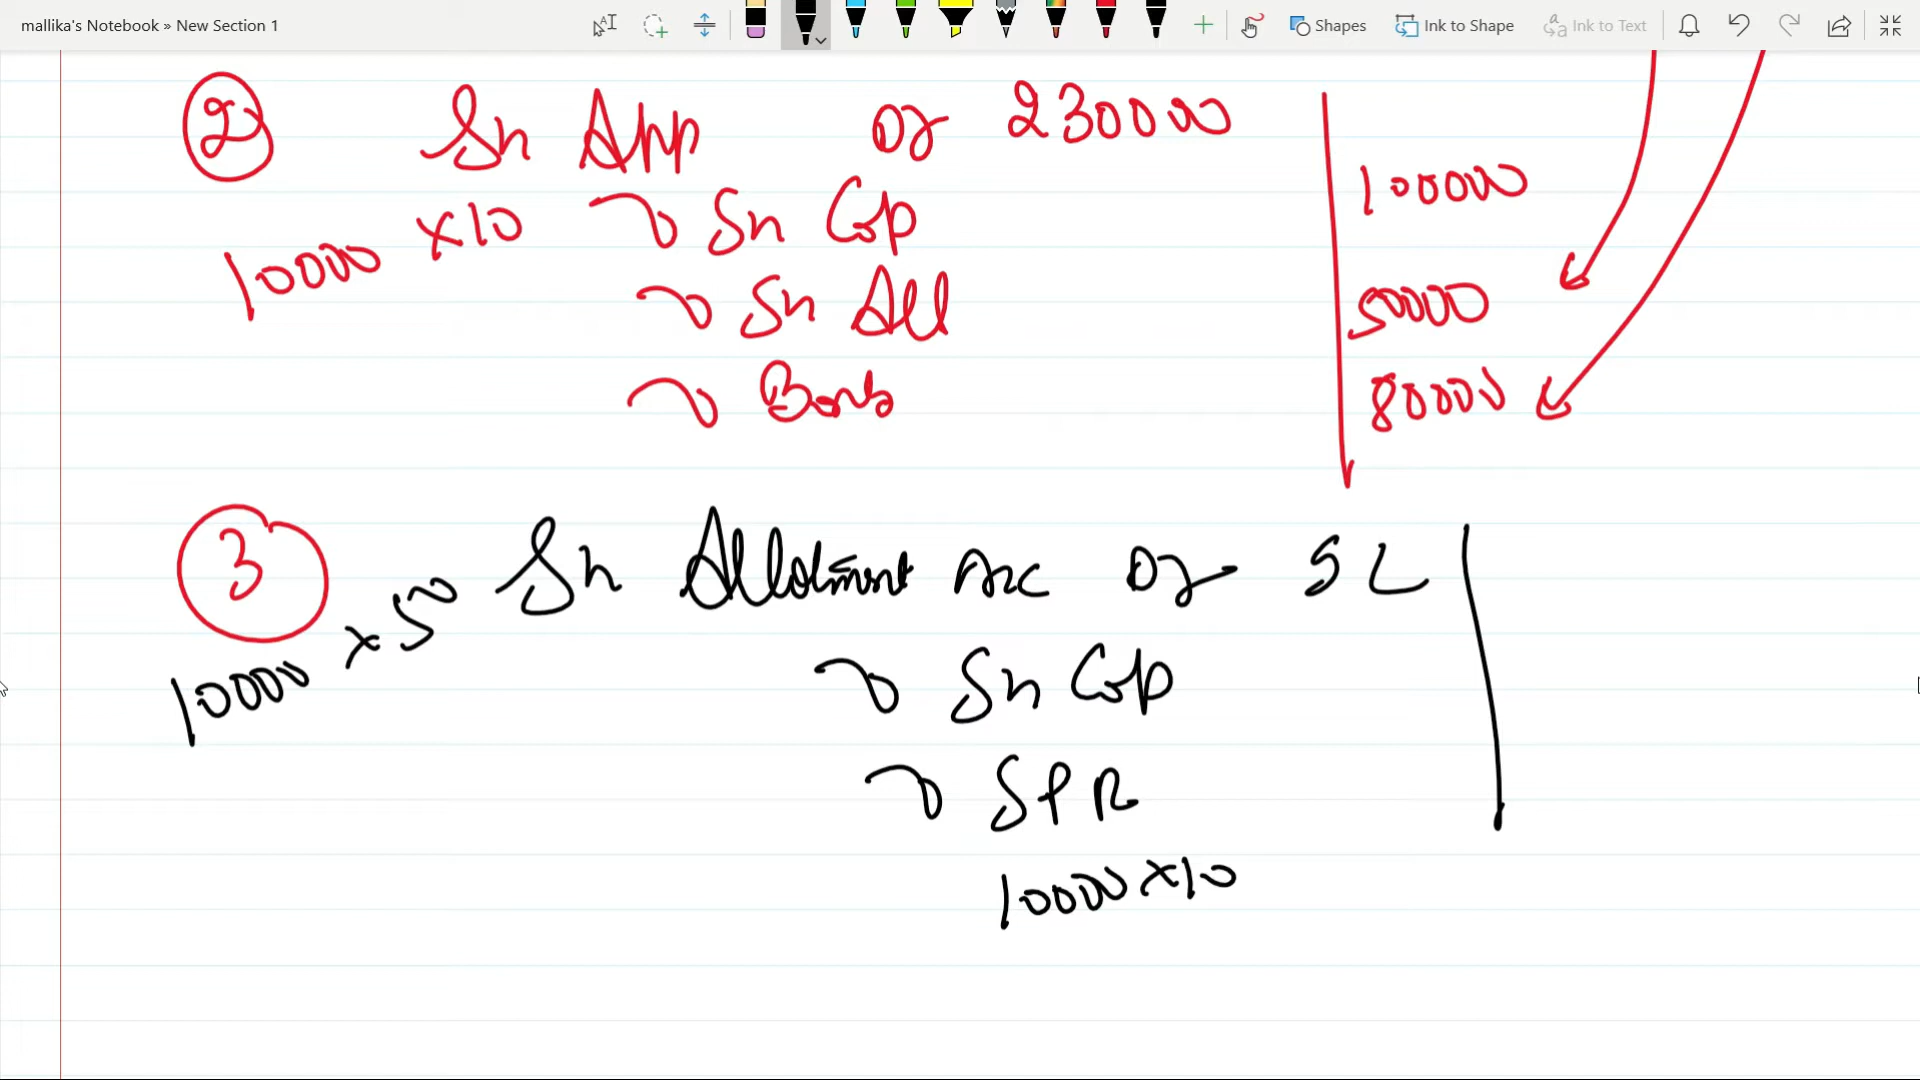 mallika's Notebook » New Section 1
Shapes
Ink to Shape
Ink to Text
2 Sh App Dr 230000
10000 x10 To Sh Cap 100000
To Sh All 50000
To Bank 80000
3 Sh Allotment A/c Dr 5L
10000 x 50 To Sh Cap
To SPR
10000 x10